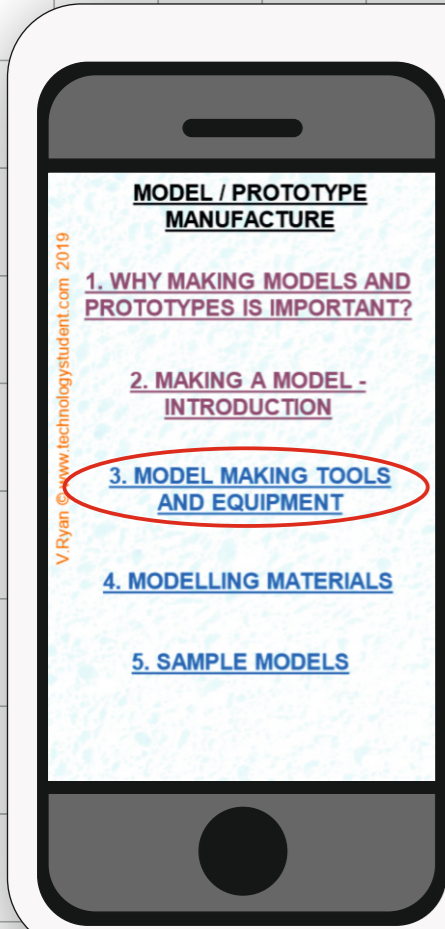 MODEL / PROTOTYPE
MANUFACTURE
1. WHY MAKING MODELS AND
PROTOTYPES IS IMPORTANT?
2. MAKING A MODEL -
INTRODUCTION
3. MODEL MAKING TOOLS
AND EQUIPMENT
4. MODELLING MATERIALS
5. SAMPLE MODELS
V.Ryan © www.technologystudent.com 2019